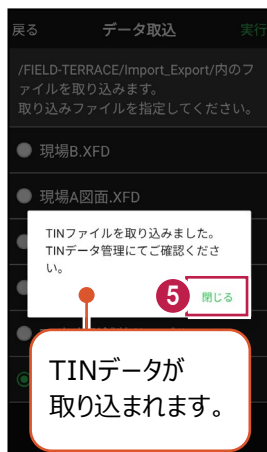 戻る データ取込 実行
/FIELD-TERRACE/Import_Export/内のフ
ァイルを取り込みます。
取り込みファイルを指定してください。
現場B.XFD
現場A図面.XFD
TINファイルを取り込みました。
TINデータ管理にてご確認くださ
い。
5 閉じる
TINデータが
取り込まれます。